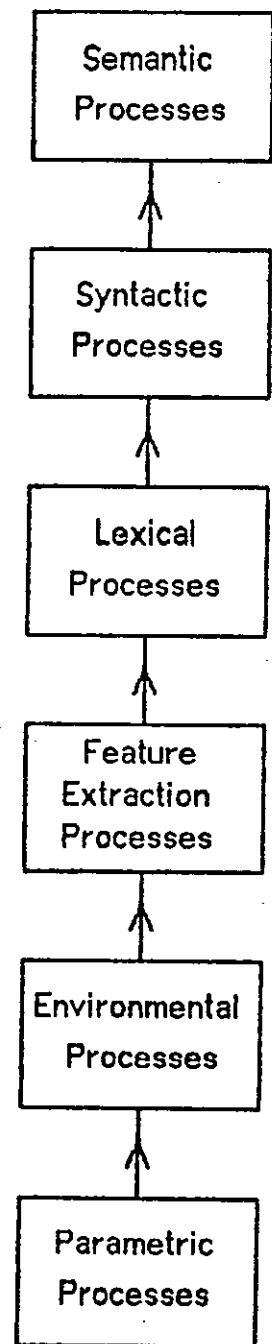 Semantic
Processes
Syntactic
Processes
Lexical
Processes
Feature
Extraction
Processes
Environmental
Processes
Parametric
Processes